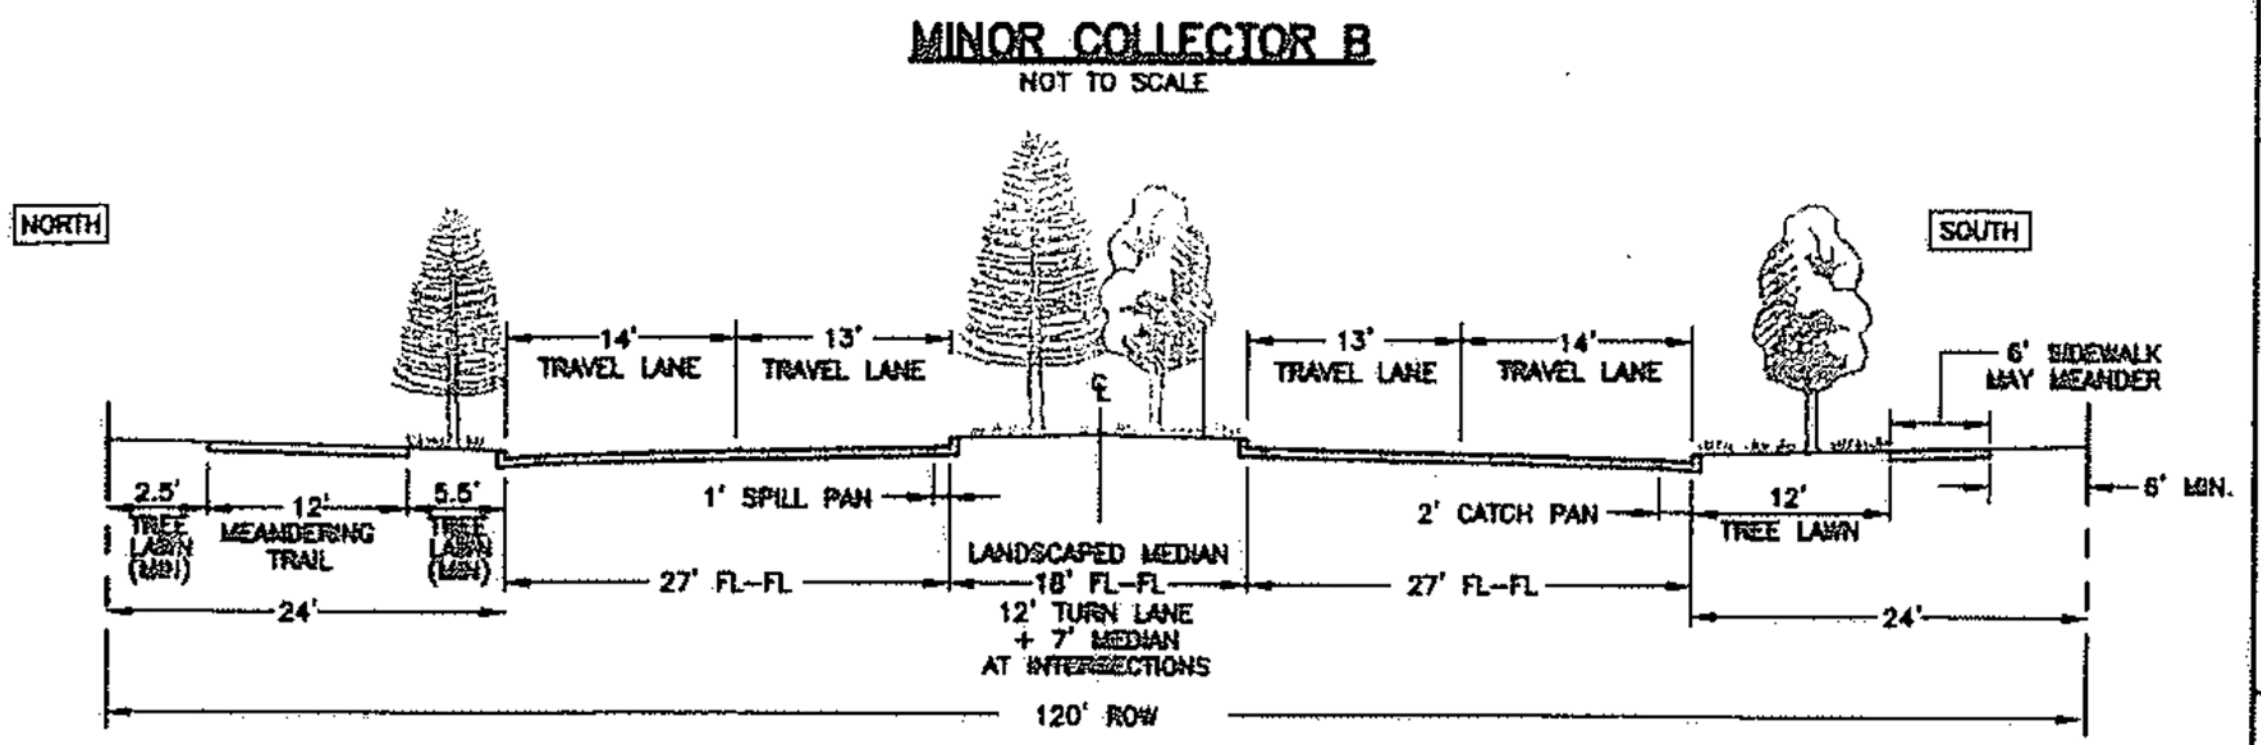 MINOR COLLECTOR B
NOT TO SCALE
NORTH
SOUTH
14'
TRAVEL LANE
13'
TRAVEL LANE
13'
TRAVEL LANE
14'
TRAVEL LANE
6' SIDEWALK
MAY MEANDER
℄
2.5'
TREE
LAWN
(MIN)
12'
MEANDERING
TRAIL
5.5'
TREE
LAWN
(MIN)
1' SPILL PAN
2' CATCH PAN
12'
TREE LAWN
6' MIN.
LANDSCAPED MEDIAN
27' FL-FL
18' FL-FL
27' FL-FL
12' TURN LANE
+ 7' MEDIAN
AT INTERSECTIONS
24'
24'
120' ROW